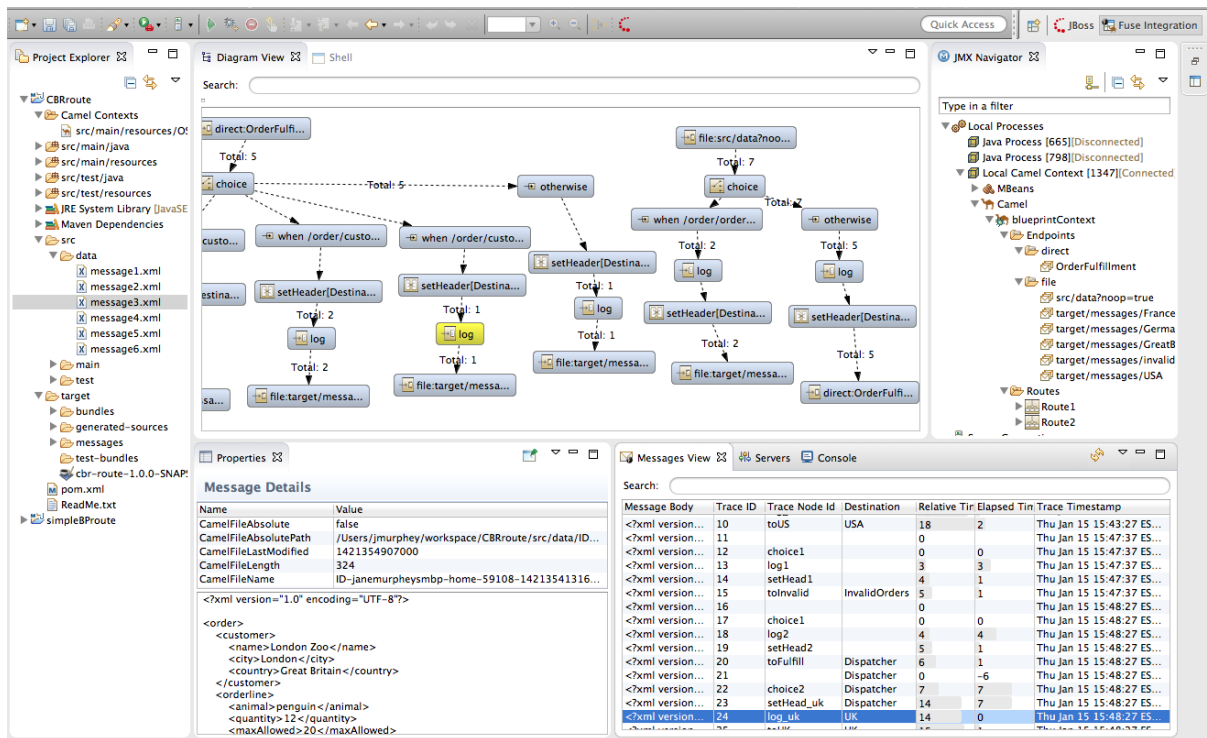 Quick Access
JBoss
Fuse Integration
Project Explorer
CBRroute
Camel Contexts
src/main/resources/OS
src/main/java
src/main/resources
src/test/java
src/test/resources
JRE System Library [JavaSE
Maven Dependencies
src
data
message1.xml
message2.xml
message3.xml
message4.xml
message5.xml
message6.xml
main
test
target
bundles
generated-sources
messages
test-bundles
cbr-route-1.0.0-SNAP
pom.xml
ReadMe.txt
simpleBProute
Diagram View
Shell
Search:
direct:OrderFulfi...
Total: 5
choice
Total: 5
otherwise
custo...
when /order/custo...
when /order/custo...
setHeader[Destina...
estina...
setHeader[Destina...
setHeader[Destina...
Total: 2
Total: 1
Total: 1
log
log
log
Total: 2
Total: 1
Total: 1
sa...
file:target/messa...
file:target/messa...
file:target/messa...
file:src/data?noo...
Total: 7
choice
Total: 7
when /order/order...
otherwise
Total: 2
Total: 5
log
log
setHeader[Destina...
setHeader[Destina...
Total: 2
Total: 5
file:target/messa...
direct:OrderFulfi...
JMX Navigator
Type in a filter
Local Processes
Java Process [665][Disconnected]
Java Process [798][Disconnected]
Local Camel Context [1347][Connected
MBeans
Camel
blueprintContext
Endpoints
direct
OrderFulfillment
file
src/data?noop=true
target/messages/France
target/messages/Germa
target/messages/GreatB
target/messages/invalid
target/messages/USA
Routes
Route1
Route2
Properties
Message Details
Name Value
CamelFileAbsolute false
CamelFileAbsolutePath /Users/jmurphey/workspace/CBRroute/src/data/ID...
CamelFileLastModified 1421354907000
CamelFileLength 324
CamelFileName ID-janemurpheysmbp-home-59108-14213541316...
<?xml version="1.0" encoding="UTF-8"?>
<order>
<customer>
<name>London Zoo</name>
<city>London</city>
<country>Great Britain</country>
</customer>
<orderline>
<animal>penguin</animal>
<quantity>12</quantity>
<maxAllowed>20</maxAllowed>
Messages View
Servers
Console
Search:
Message Body Trace ID Trace Node Id Destination Relative Tim Elapsed Tim Trace Timestamp
<?xml version... 10 toUS USA 18 2 Thu Jan 15 15:43:27 ES...
<?xml version... 11 0 Thu Jan 15 15:47:37 ES...
<?xml version... 12 choice1 0 0 Thu Jan 15 15:47:37 ES...
<?xml version... 13 log1 3 3 Thu Jan 15 15:47:37 ES...
<?xml version... 14 setHead1 4 1 Thu Jan 15 15:47:37 ES...
<?xml version... 15 toInvalid InvalidOrders 5 1 Thu Jan 15 15:47:37 ES...
<?xml version... 16 0 Thu Jan 15 15:48:27 ES...
<?xml version... 17 choice1 0 0 Thu Jan 15 15:48:27 ES...
<?xml version... 18 log2 4 4 Thu Jan 15 15:48:27 ES...
<?xml version... 19 setHead2 5 1 Thu Jan 15 15:48:27 ES...
<?xml version... 20 toFulfill Dispatcher 6 1 Thu Jan 15 15:48:27 ES...
<?xml version... 21 Dispatcher 0 -6 Thu Jan 15 15:48:27 ES...
<?xml version... 22 choice2 Dispatcher 7 7 Thu Jan 15 15:48:27 ES...
<?xml version... 23 setHead_uk Dispatcher 14 7 Thu Jan 15 15:48:27 ES...
<?xml version... 24 log_uk UK 14 0 Thu Jan 15 15:48:27 ES...